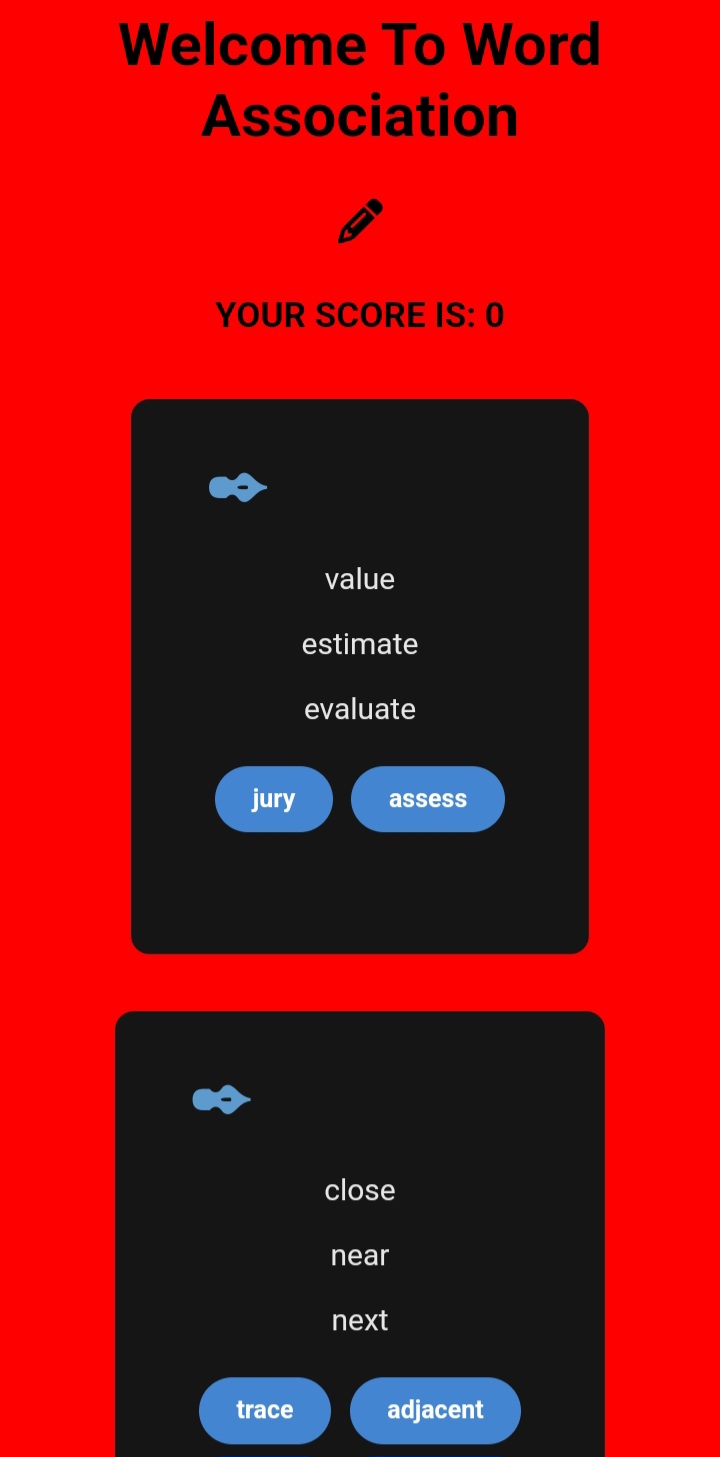 Welcome To Word
Association
YOUR SCORE IS: 0
value
estimate
evaluate
jury assess
close
near
next
trace adjacent